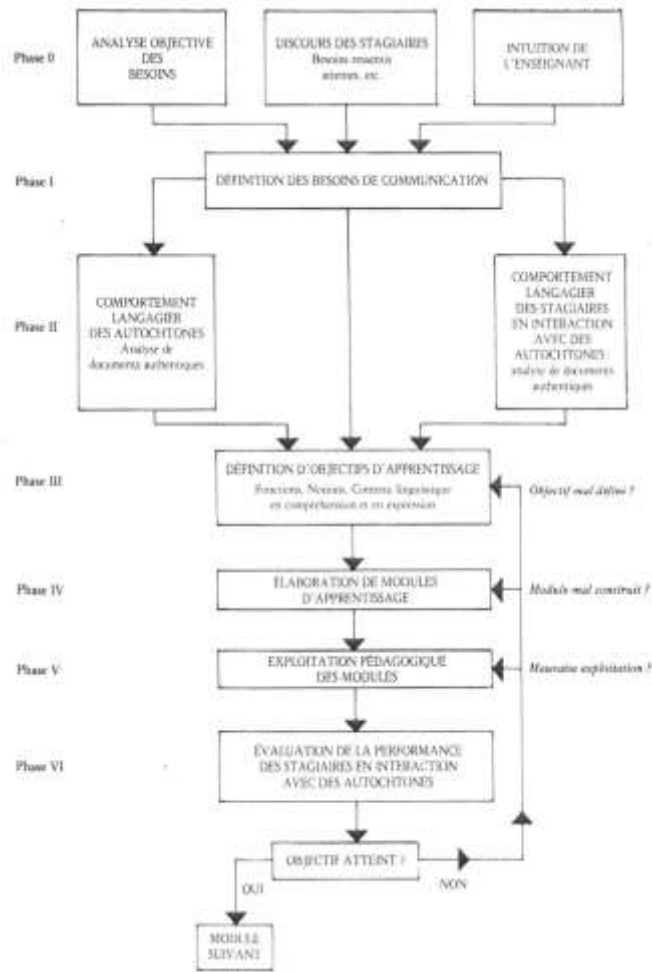 Phase 0
ANALYSE OBJECTIVE
DES
BESOINS
DISCOURS DES STAGIAIRES
Besoins ressentis
attentes, etc.
INTUITION DE
L'ENSEIGNANT
Phase I
DÉFINITION DES BESOINS DE COMMUNICATION
Phase II
COMPORTEMENT
LANGAGIER
DES AUTOCHTONES
Analyse de
documents authentiques
COMPORTEMENT
LANGAGIER
DES STAGIAIRES
EN INTERACTION
AVEC DES
AUTOCHTONES
analyse de documents
authentiques
Phase III
DÉFINITION D'OBJECTIFS D'APPRENTISSAGE
Fonctions, Notions, Contenu linguistique
en compréhension et en expression
Objectif mal défini ?
Phase IV
ÉLABORATION DE MODULES
D'APPRENTISSAGE
Module mal construit ?
Phase V
EXPLOITATION PÉDAGOGIQUE
DES MODULES
Mauvaise exploitation ?
Phase VI
ÉVALUATION DE LA PERFORMANCE
DES STAGIAIRES EN INTERACTION
AVEC DES AUTOCHTONES
OBJECTIF ATTEINT ?
OUI
NON
MODULE
SUIVANT